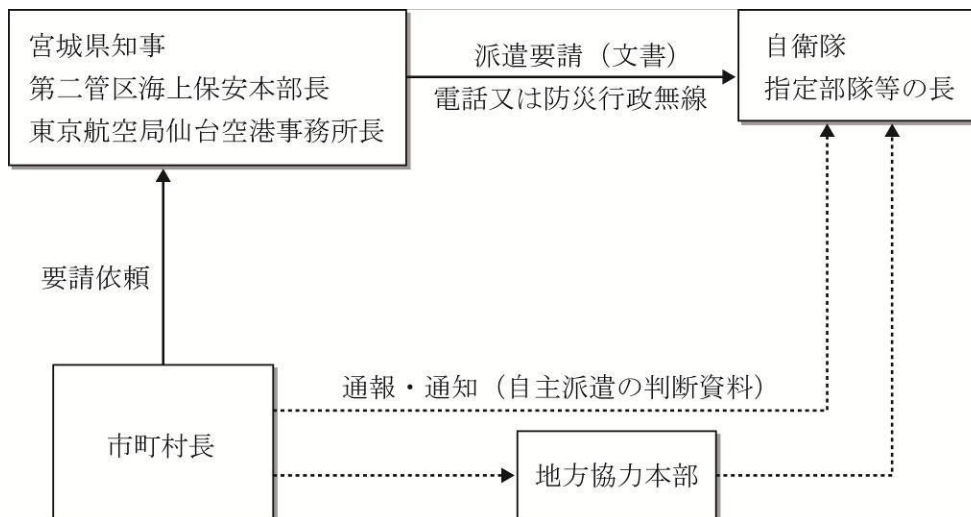 宮城県知事
第二管区海上保安本部長
東京航空局仙台空港事務所長
派遣要請（文書）
電話又は防災行政無線
自衛隊
指定部隊等の長
要請依頼
通報・通知（自主派遣の判断資料）
市町村長
地方協力本部